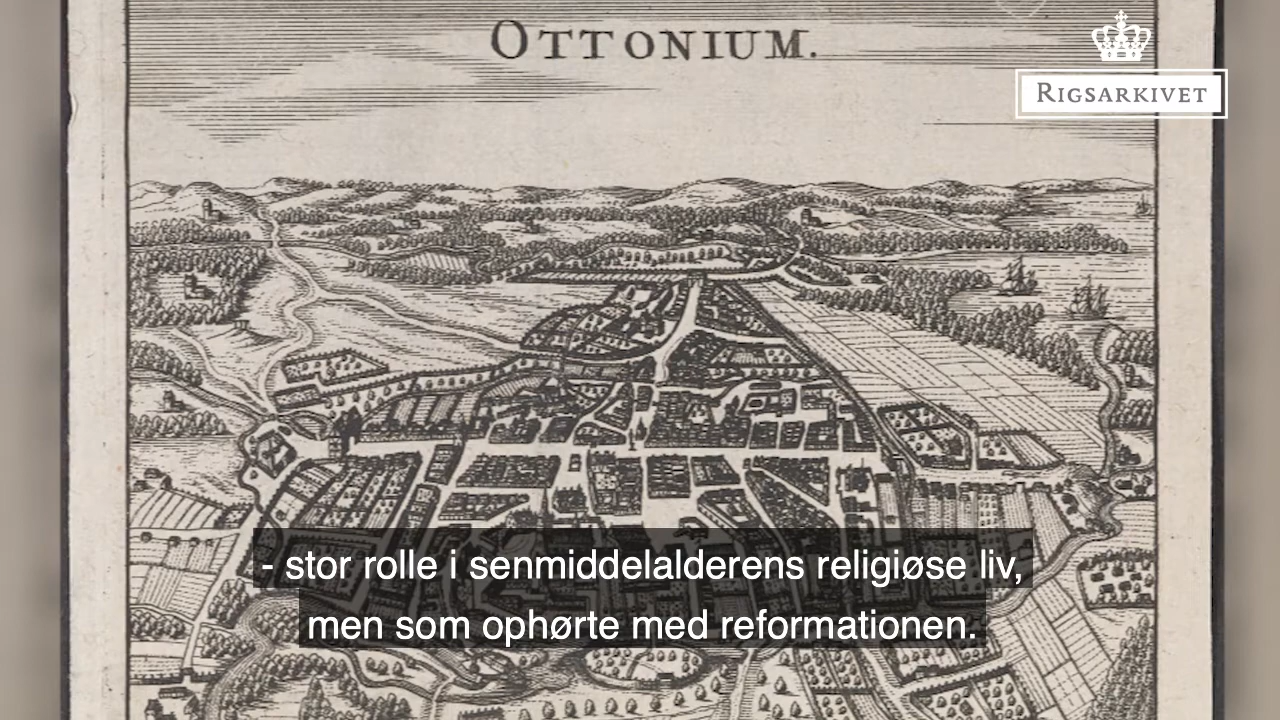 OTTONIUM.
RIGSARKIVET
- stor rolle i senmiddelalderens religiøse liv,
men som ophørte med reformationen.